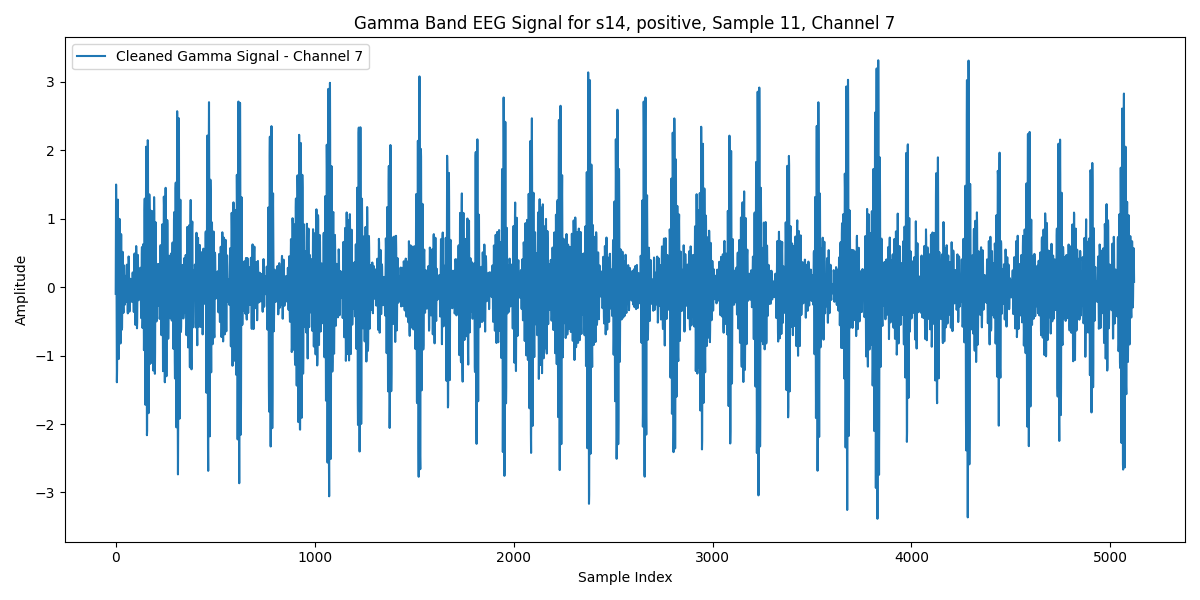 Gamma Band EEG Signal for s14, positive, Sample 11, Channel 7
Cleaned Gamma Signal - Channel 7
Amplitude
3
2
1
0
−1
−2
−3
0 1000 2000 3000 4000 5000
Sample Index